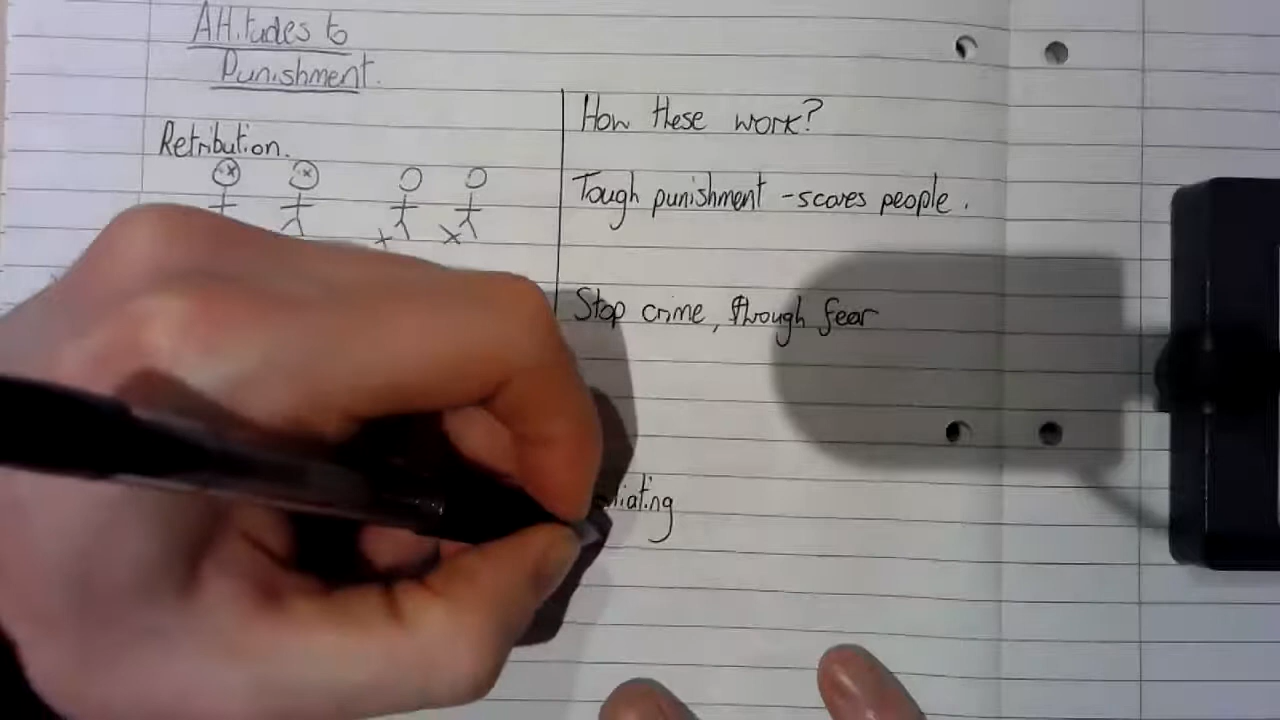 Attitudes to
Punishment.
How these work?
Retribution.
Tough punishment - scares people.
Stop crime, through fear